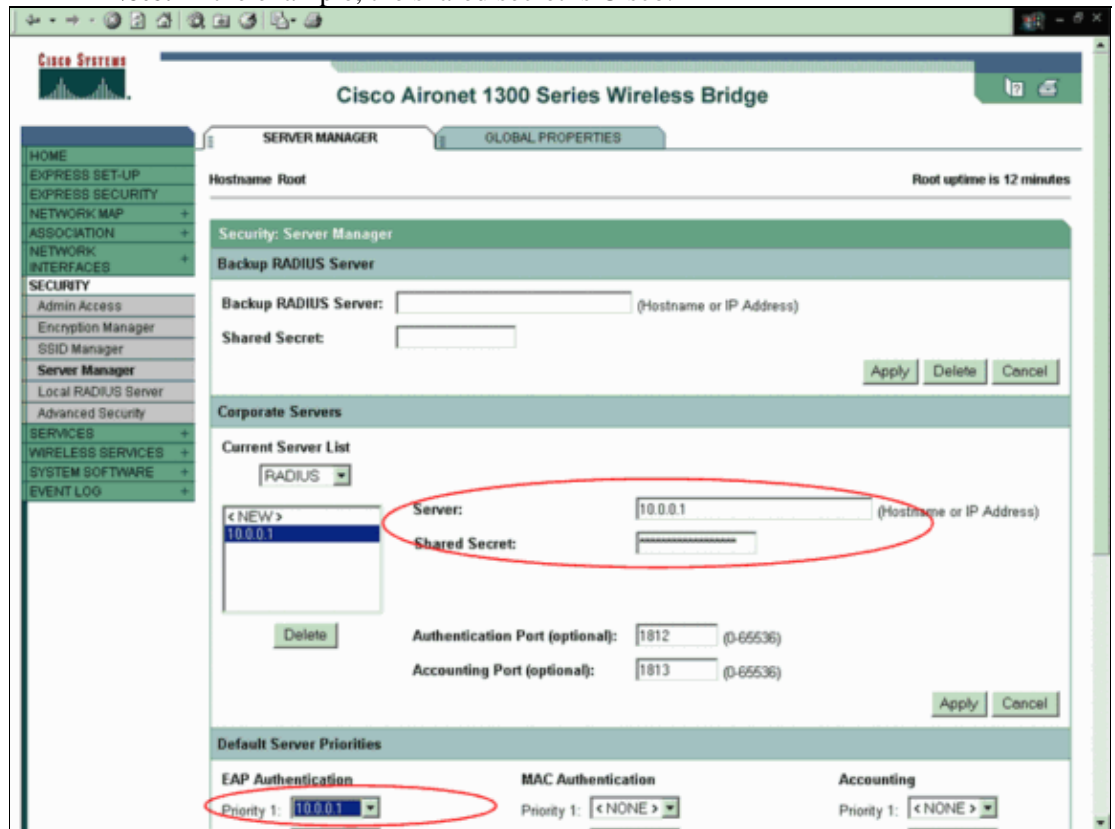 CISCO SYSTEMS
Cisco Aironet 1300 Series Wireless Bridge
SERVER MANAGER
GLOBAL PROPERTIES
HOME
EXPRESS SET-UP
EXPRESS SECURITY
NETWORK MAP +
ASSOCIATION +
NETWORK INTERFACES +
SECURITY
Admin Access
Encryption Manager
SSID Manager
Server Manager
Local RADIUS Server
Advanced Security
SERVICES +
WIRELESS SERVICES +
SYSTEM SOFTWARE +
EVENT LOG +
Hostname Root
Root uptime is 12 minutes
Security: Server Manager
Backup RADIUS Server
Backup RADIUS Server: (Hostname or IP Address)
Shared Secret:
Apply Delete Cancel
Corporate Servers
Current Server List
RADIUS
< NEW >
10.0.0.1
Delete
Server: 10.0.0.1 (Hostname or IP Address)
Shared Secret:
Authentication Port (optional): 1812 (0-65536)
Accounting Port (optional): 1813 (0-65536)
Apply Cancel
Default Server Priorities
EAP Authentication
Priority 1: 10.0.0.1
MAC Authentication
Priority 1: < NONE >
Accounting
Priority 1: < NONE >